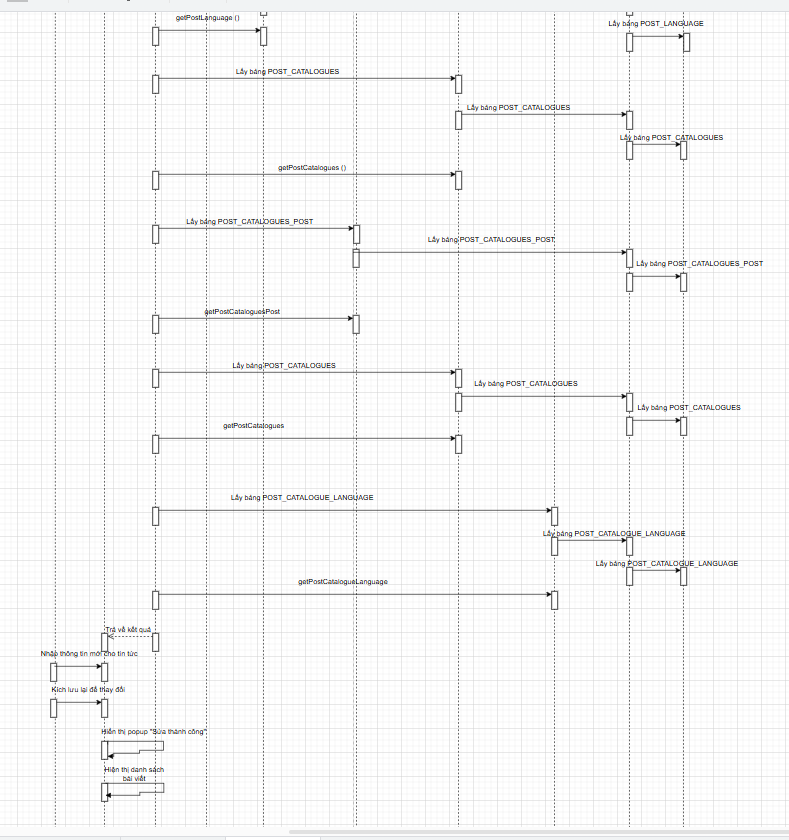 getPostLanguage ()
Lấy bảng POST_LANGUAGE
Lấy bảng POST_CATALOGUES
Lấy bảng POST_CATALOGUES
Lấy bảng POST_CATALOGUES
getPostCatalogues ()
Lấy bảng POST_CATALOGUES_POST
Lấy bảng POST_CATALOGUES_POST
Lấy bảng POST_CATALOGUES_POST
getPostCataloguesPost
Lấy bảng POST_CATALOGUES
Lấy bảng POST_CATALOGUES
Lấy bảng POST_CATALOGUES
getPostCatalogues
Lấy bảng POST_CATALOGUE_LANGUAGE
Lấy bảng POST_CATALOGUE_LANGUAGE
Lấy bảng POST_CATALOGUE_LANGUAGE
getPostCatalogueLanguage
Trả về kết quả
Nhập thông tin mới cho tin tức
Kích lưu lại để thay đổi
Hiển thị popup "Sửa thành công"
Hiện thị danh sách
bài viết